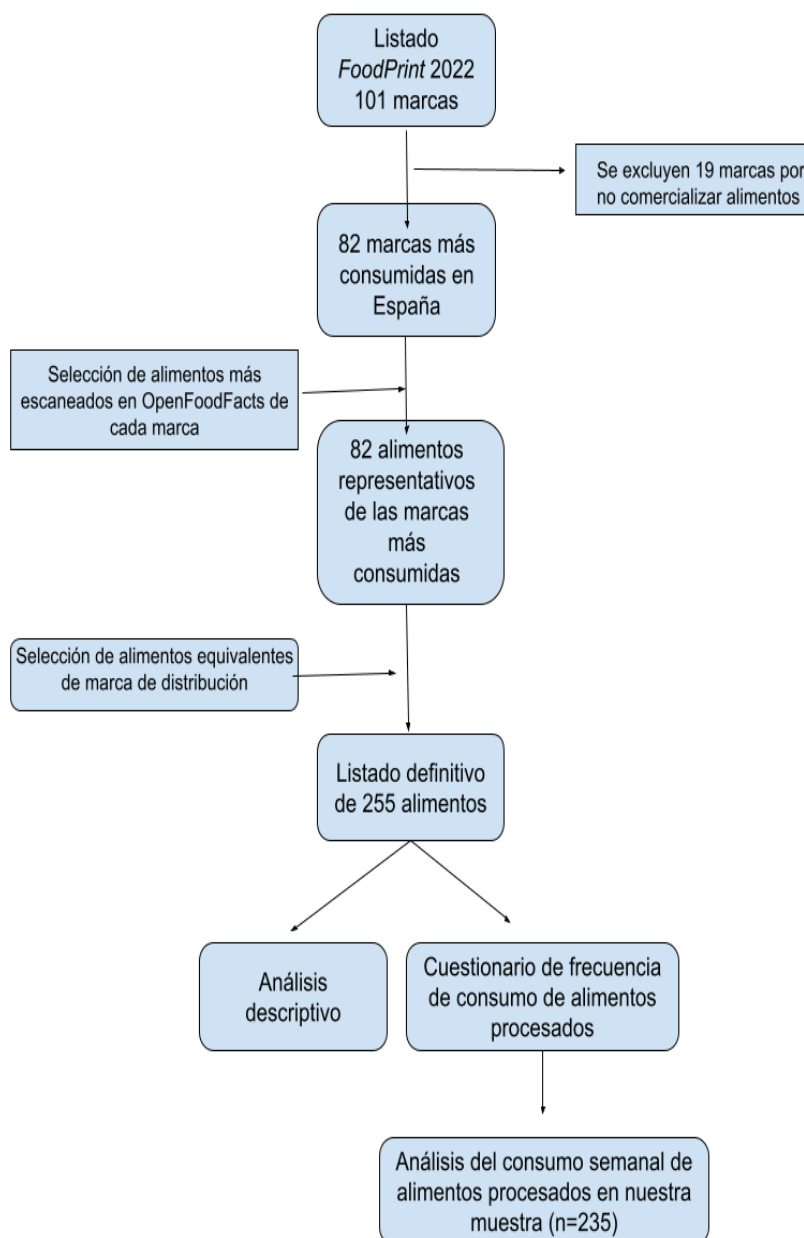 Listado
FoodPrint 2022
101 marcas
Se excluyen 19 marcas por
no comercializar alimentos
82 marcas más
consumidas en
España
Selección de alimentos más
escaneados en OpenFoodFacts de
cada marca
82 alimentos
representativos
de las marcas
más
consumidas
Selección de alimentos equivalentes
de marca de distribución
Listado definitivo
de 255 alimentos
Análisis
descriptivo
Cuestionario de frecuencia
de consumo de alimentos
procesados
Análisis del consumo semanal de
alimentos procesados en nuestra
muestra (n=235)